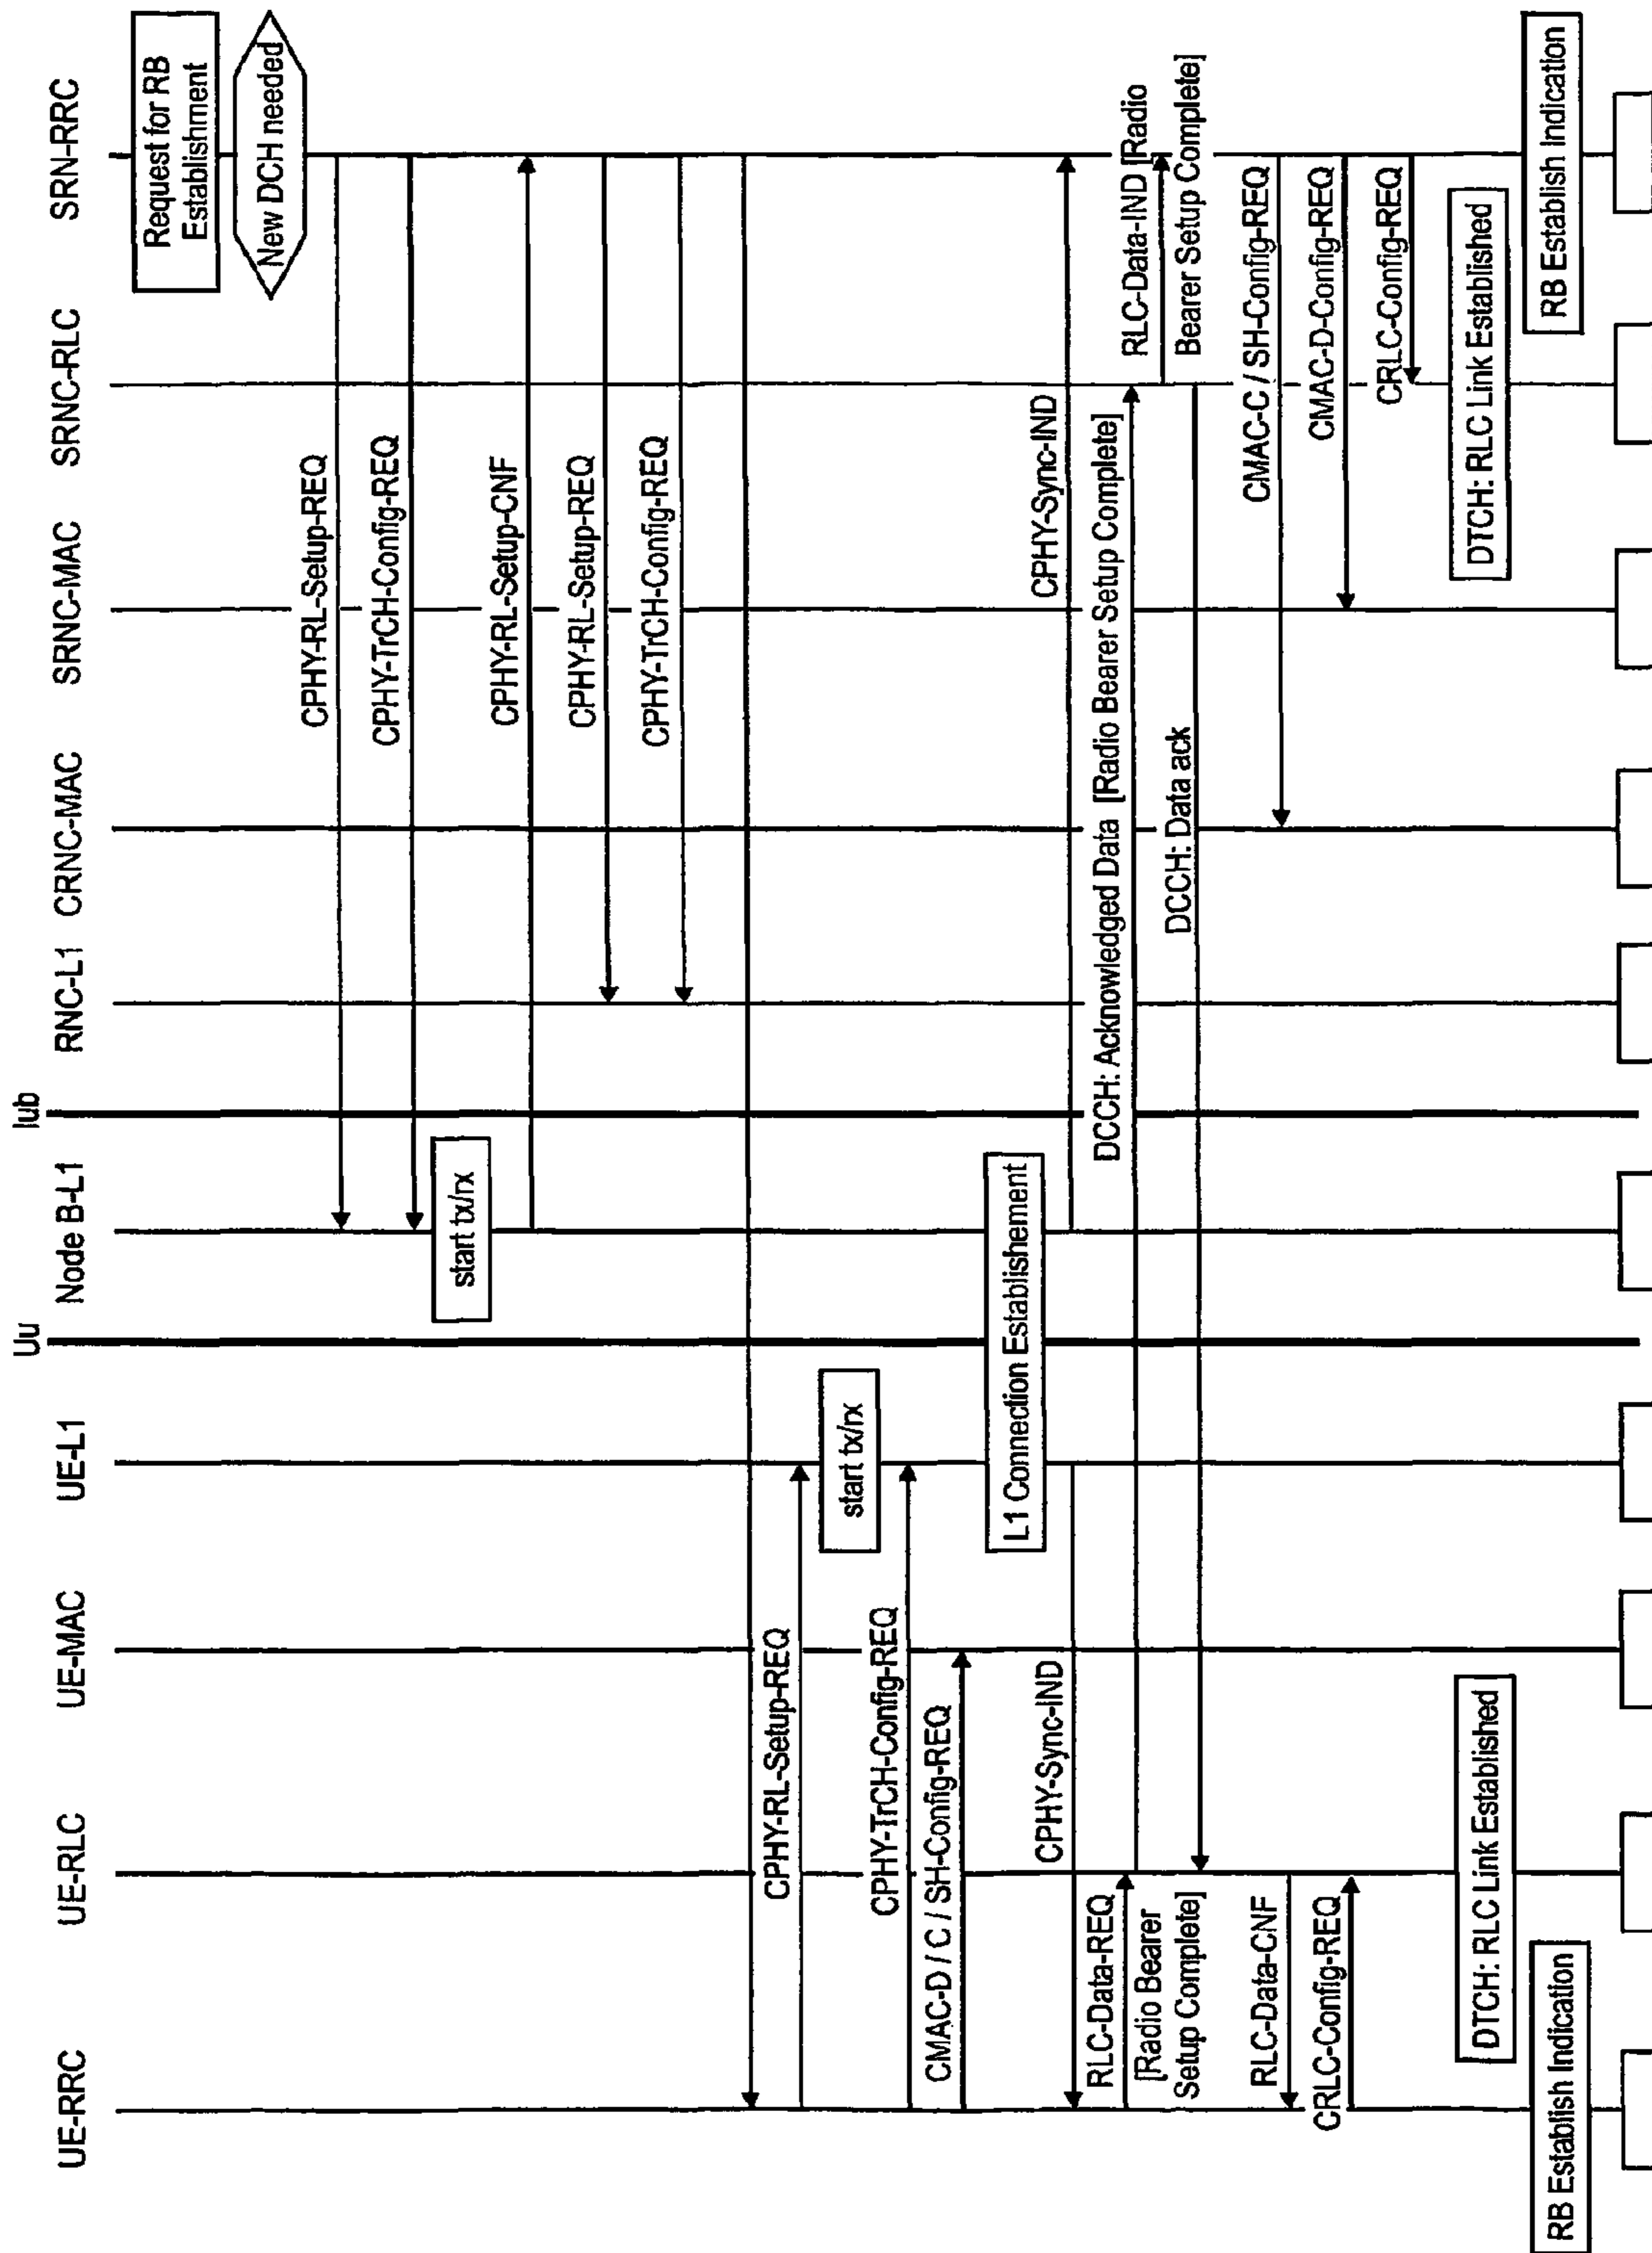 UE-RRC
UE-RLC
UE-MAC
UE-L1
Uu
Node B-L1
Iub
RNC-L1
CRNC-MAC
SRNC-MAC
SRNC-RLC
SRN-RRC
Request for RB
Establishment
New DCH needed
CPHY-RL-Setup-REQ
CPHY-TrCH-Config-REQ
start tx/rx
CPHY-RL-Setup-CNF
CPHY-RL-Setup-REQ
CPHY-TrCH-Config-REQ
CPHY-RL-Setup-REQ
start tx/rx
CPHY-TrCH-Config-REQ
CMAC-D / C / SH-Config-REQ
L1 Connection Establishement
CPHY-Sync-IND
CPHY-Sync-IND
RLC-Data-REQ
[Radio Bearer
Setup Complete]
DCCH: Acknowledged Data [Radio Bearer Setup Complete]
RLC-Data-IND [Radio
Bearer Setup Complete]
DCCH: Data ack
RLC-Data-CNF
CMAC-C / SH-Config-REQ
CRLC-Config-REQ
CMAC-D-Config-REQ
CRLC-Config-REQ
DTCH: RLC Link Established
DTCH: RLC Link Established
RB Establish Indication
RB Establish Indication